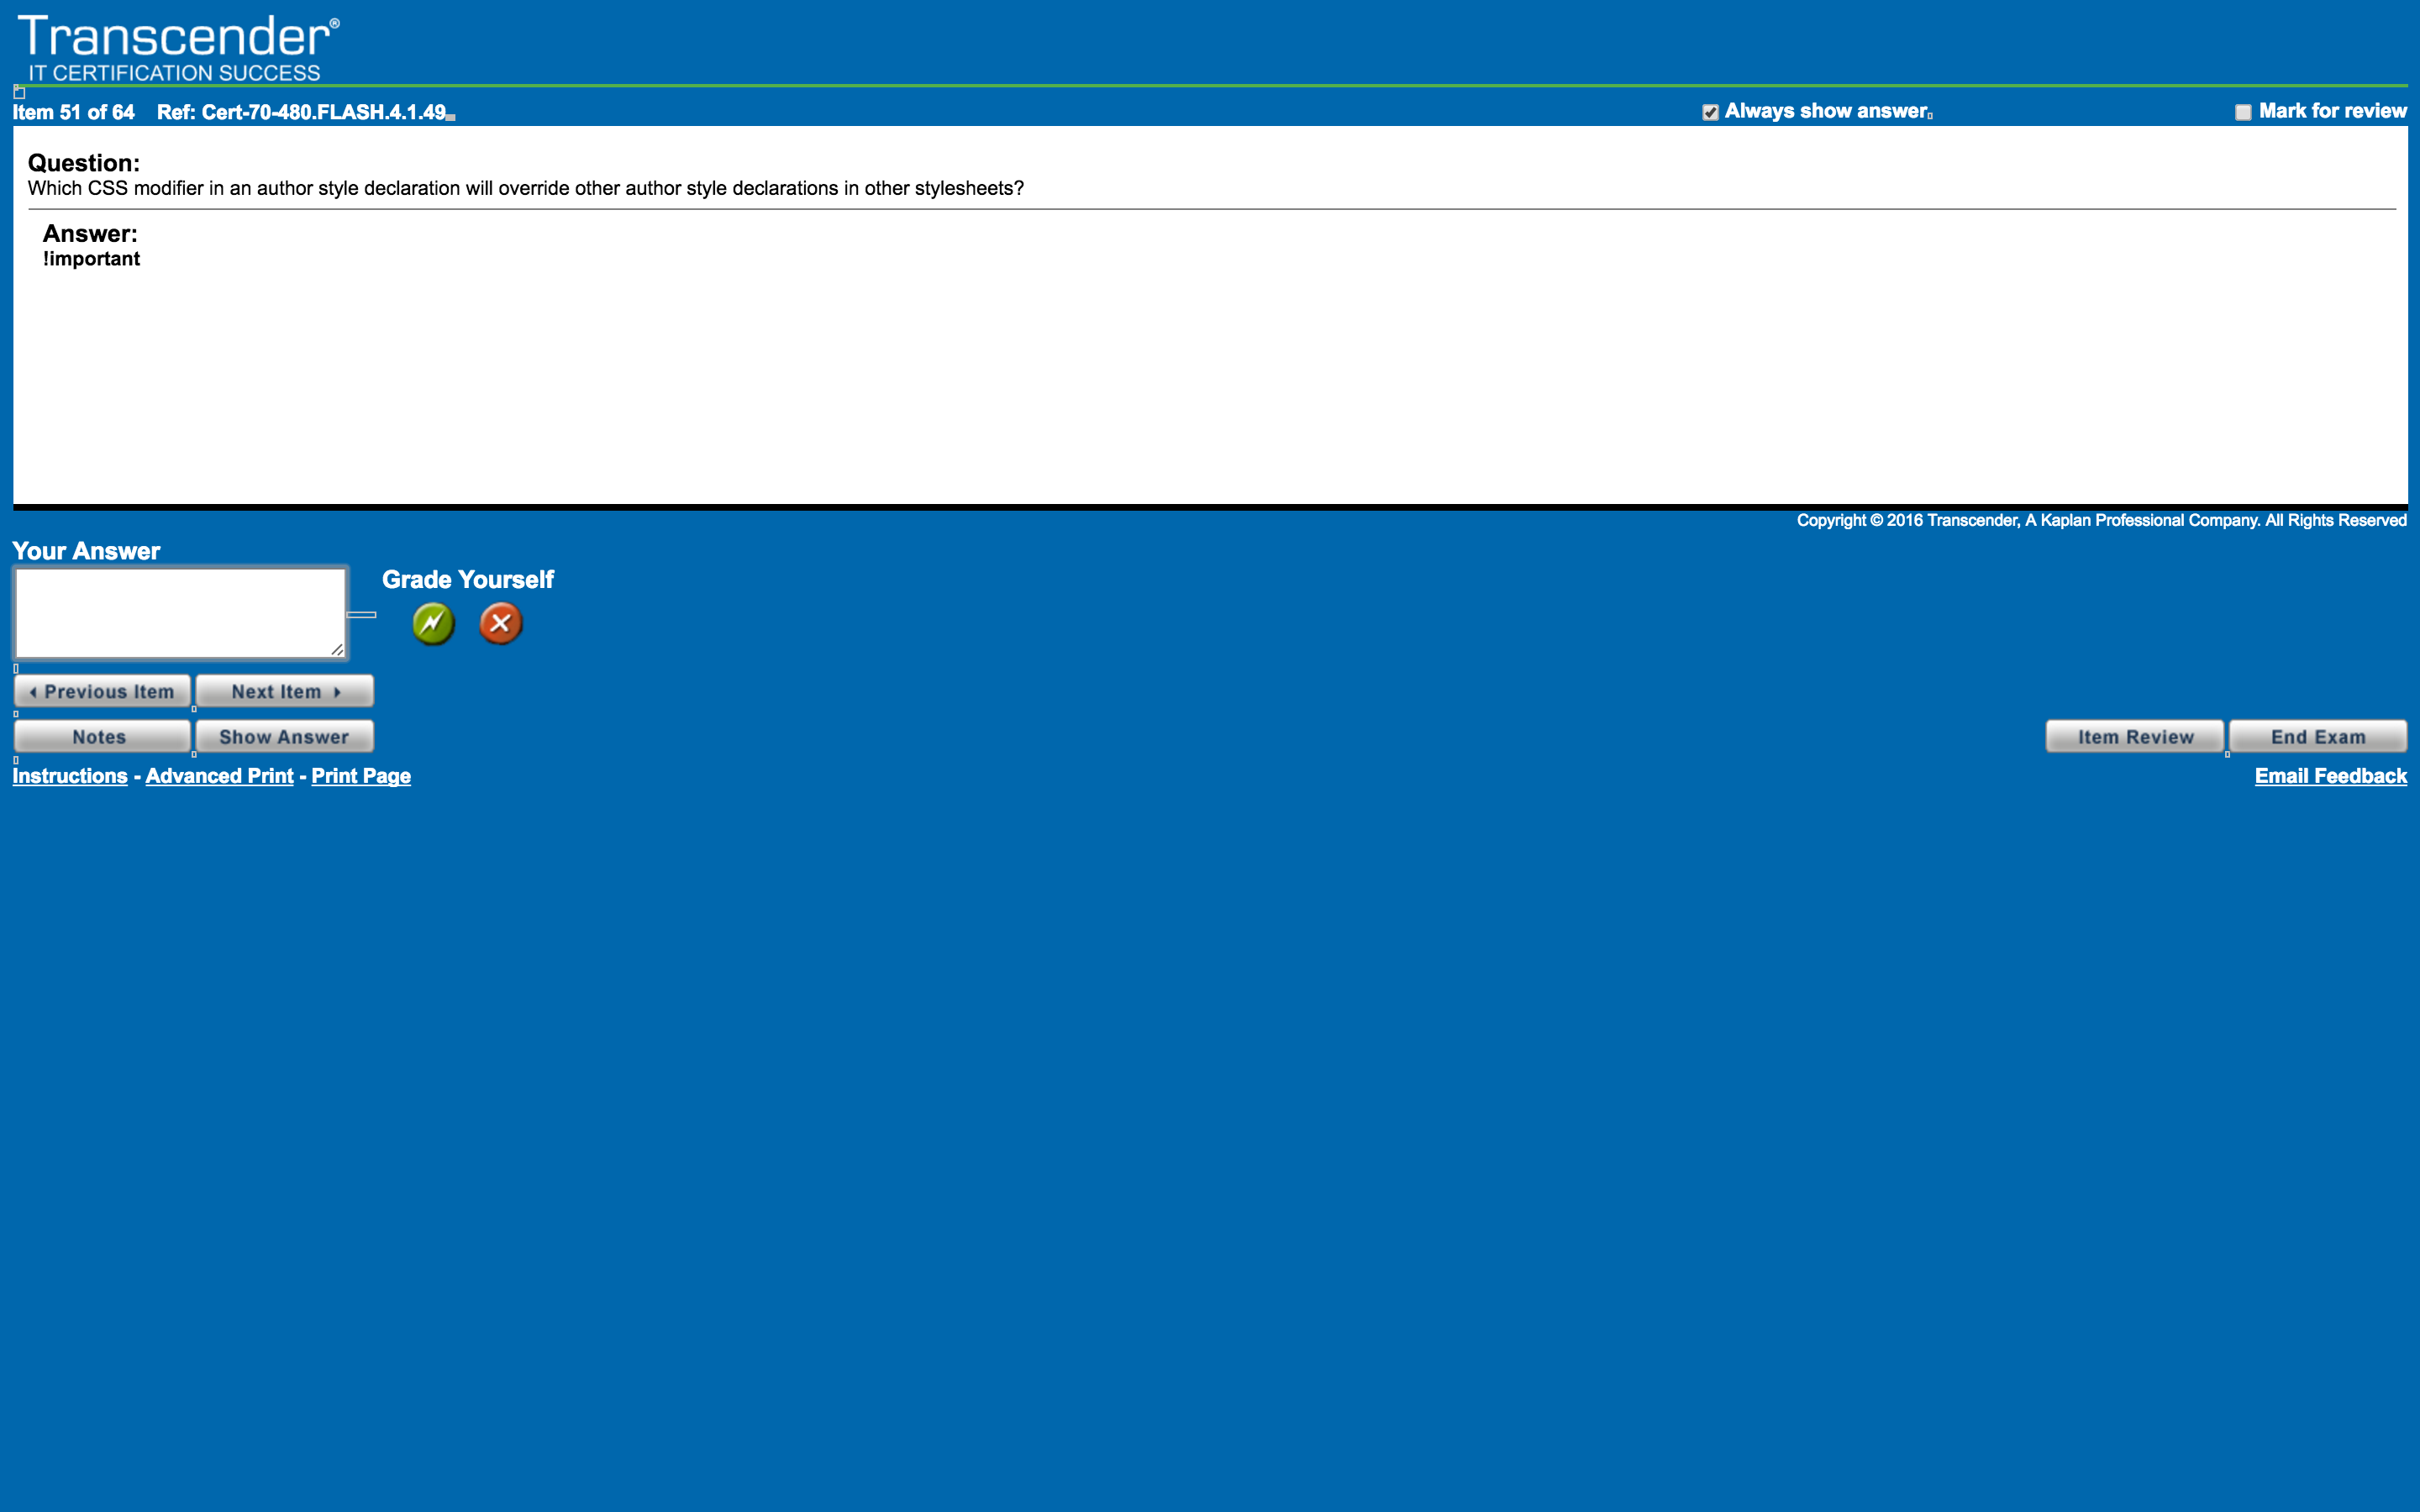 Transcender®
IT CERTIFICATION SUCCESS
Item 51 of 64 Ref: Cert-70-480.FLASH.4.1.49
Always show answer
Mark for review
Question:
Which CSS modifier in an author style declaration will override other author style declarations in other stylesheets?
Answer:
!important
Copyright © 2016 Transcender, A Kaplan Professional Company. All Rights Reserved
Your Answer
Grade Yourself
Previous Item
Next Item
Notes
Show Answer
Item Review
End Exam
Instructions - Advanced Print - Print Page
Email Feedback